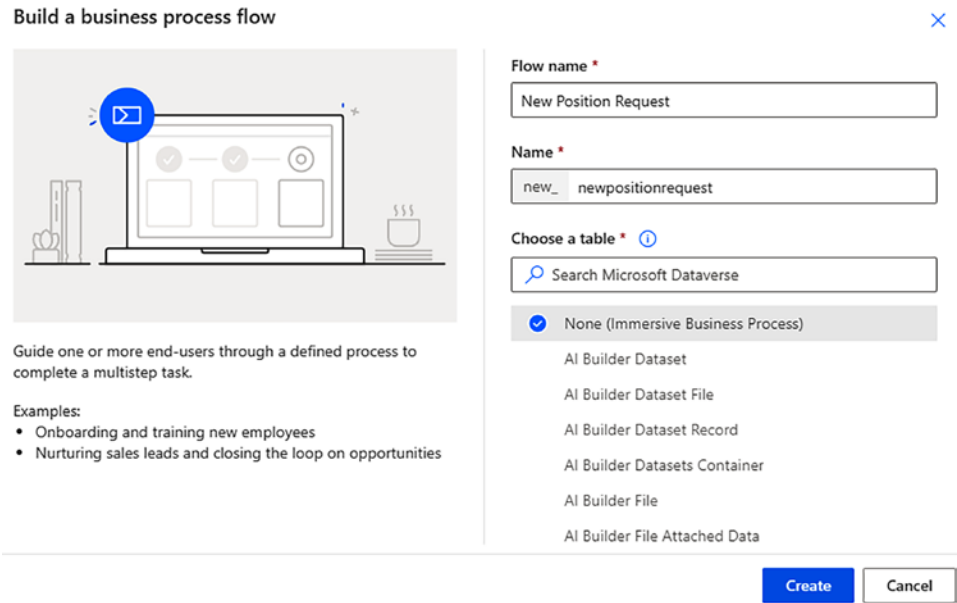 Build a business process flow
Guide one or more end-users through a defined process to
complete a multistep task.
Examples:
• Onboarding and training new employees
• Nurturing sales leads and closing the loop on opportunities
Flow name *
New Position Request
Name *
new_ newpositionrequest
Choose a table *
Search Microsoft Dataverse
None (Immersive Business Process)
AI Builder Dataset
AI Builder Dataset File
AI Builder Dataset Record
AI Builder Datasets Container
AI Builder File
AI Builder File Attached Data
Create Cancel